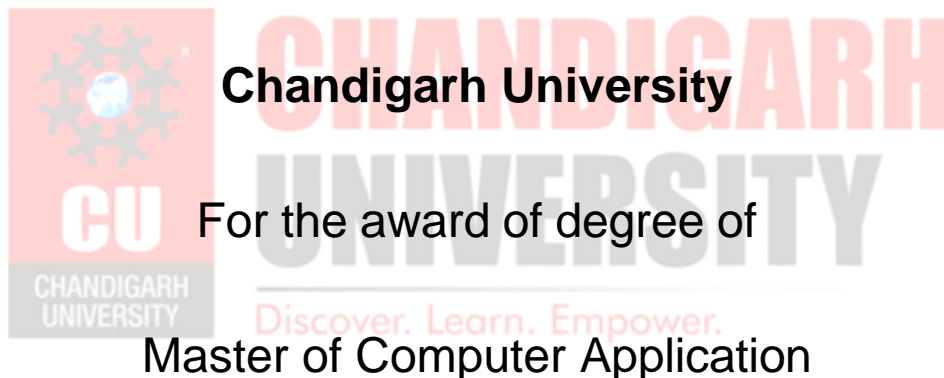 CHANDIGARH
UNIVERSITY
Discover. Learn. Empower.
CU
CHANDIGARH
UNIVERSITY
Chandigarh University
For the award of degree of
Master of Computer Application